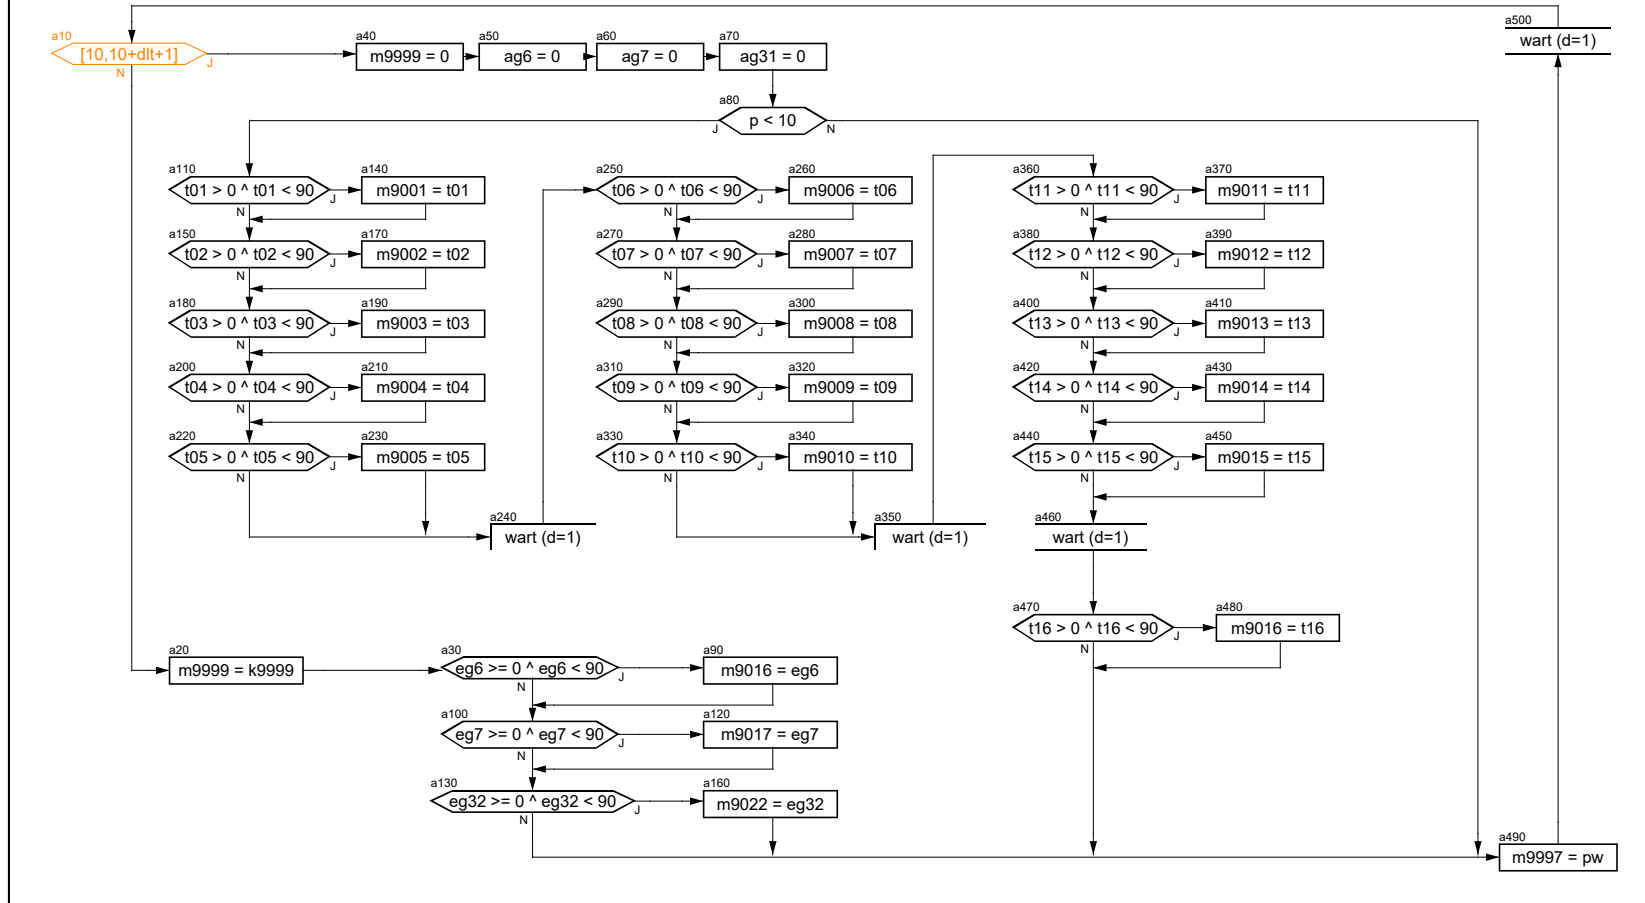 a500
wart (d=1)
a10
[10,10+dlt+1]
J
N
a40
m9999 = 0
a50
ag6 = 0
a60
ag7 = 0
a70
ag31 = 0
a80
p < 10
J
N
a110
t01 > 0 ^ t01 < 90
J
N
a140
m9001 = t01
a150
t02 > 0 ^ t02 < 90
J
N
a170
m9002 = t02
a180
t03 > 0 ^ t03 < 90
J
N
a190
m9003 = t03
a200
t04 > 0 ^ t04 < 90
J
N
a210
m9004 = t04
a220
t05 > 0 ^ t05 < 90
J
N
a230
m9005 = t05
a240
wart (d=1)
a250
t06 > 0 ^ t06 < 90
J
N
a260
m9006 = t06
a270
t07 > 0 ^ t07 < 90
J
N
a280
m9007 = t07
a290
t08 > 0 ^ t08 < 90
J
N
a300
m9008 = t08
a310
t09 > 0 ^ t09 < 90
J
N
a320
m9009 = t09
a330
t10 > 0 ^ t10 < 90
J
N
a340
m9010 = t10
a350
wart (d=1)
a360
t11 > 0 ^ t11 < 90
J
N
a370
m9011 = t11
a380
t12 > 0 ^ t12 < 90
J
N
a390
m9012 = t12
a400
t13 > 0 ^ t13 < 90
J
N
a410
m9013 = t13
a420
t14 > 0 ^ t14 < 90
J
N
a430
m9014 = t14
a440
t15 > 0 ^ t15 < 90
J
N
a450
m9015 = t15
a460
wart (d=1)
a470
t16 > 0 ^ t16 < 90
J
N
a480
m9016 = t16
a20
m9999 = k9999
a30
eg6 >= 0 ^ eg6 < 90
J
N
a90
m9016 = eg6
a100
eg7 >= 0 ^ eg7 < 90
J
N
a120
m9017 = eg7
a130
eg32 >= 0 ^ eg32 < 90
J
N
a160
m9022 = eg32
a490
m9997 = pw